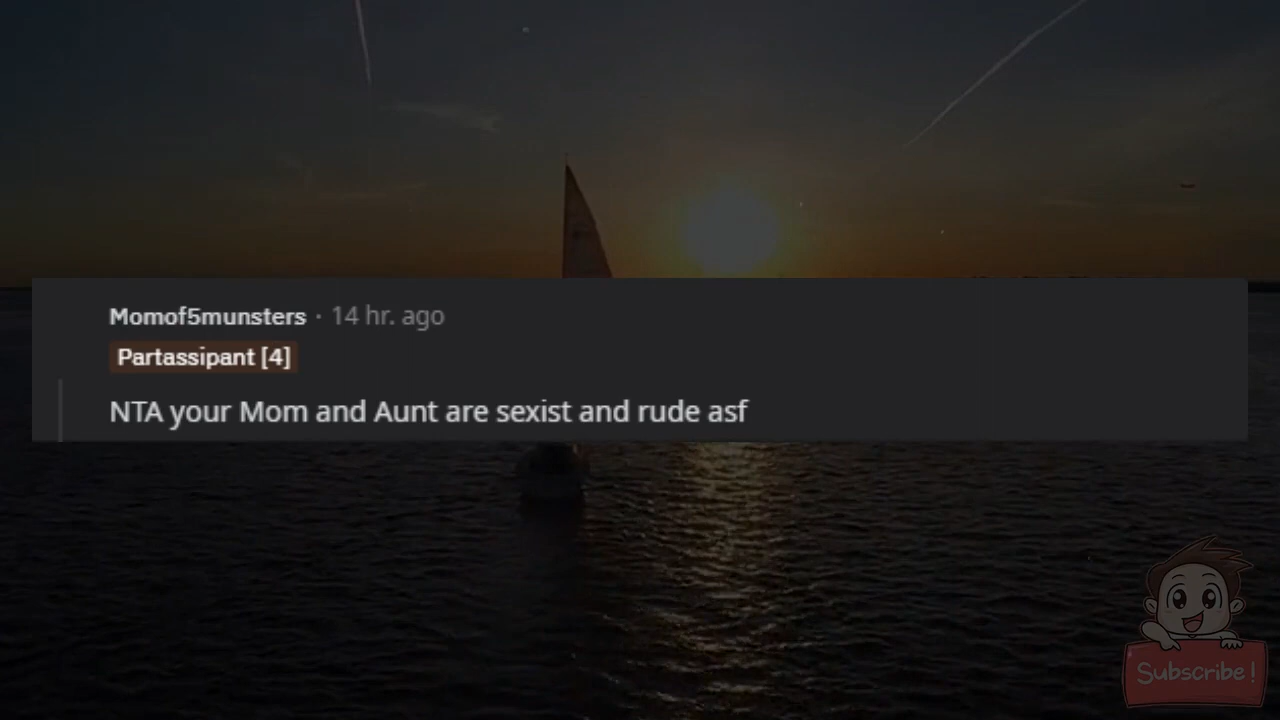 Momof5munsters · 14 hr. ago
Partassipant [4]
NTA your Mom and Aunt are sexist and rude asf
Subscribe!